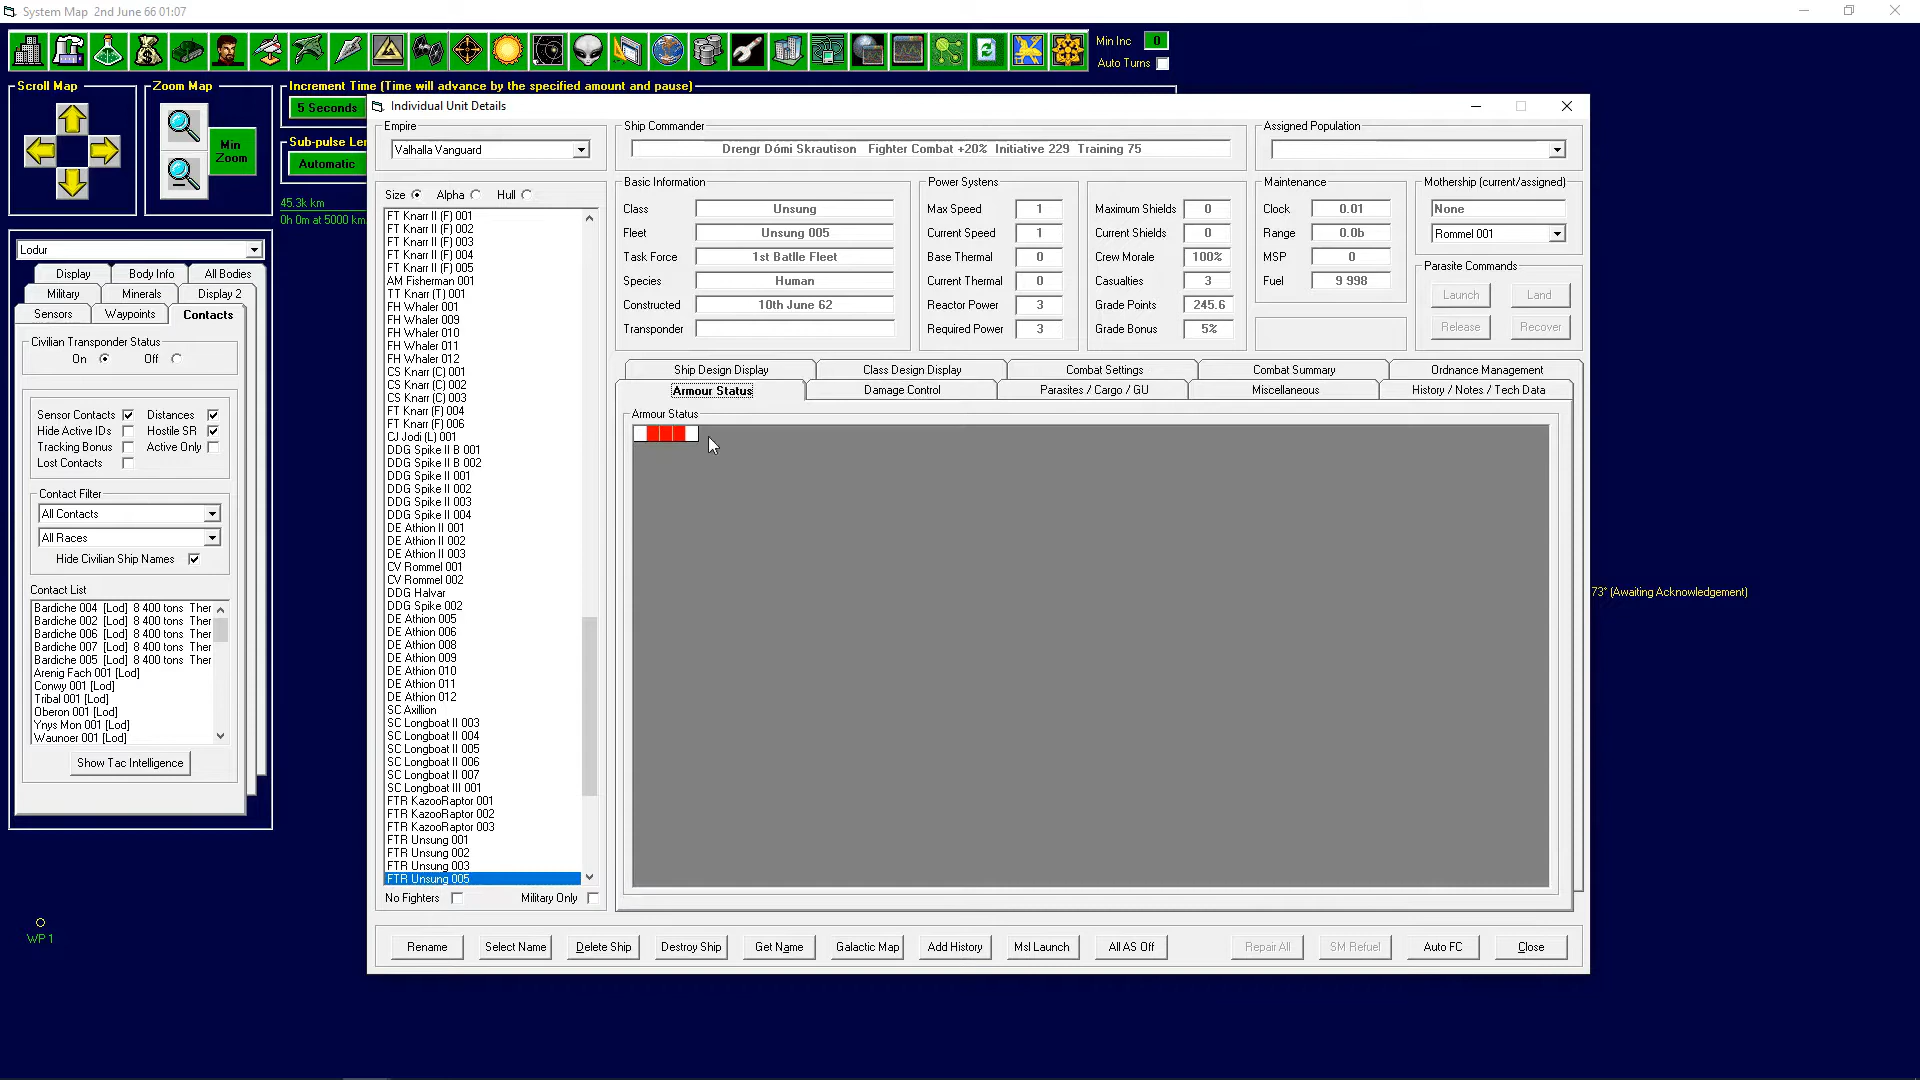 System Map   2nd June 66 01:07
Min Inc 0
Auto Turns
Scroll Map
Zoom Map
Min Zoom
Increment Time (Time will advance by the specified amount and pause)
5 Seconds
Sub-pulse Len
Automatic
45.3k km
0h 0m at 5000 km
Lodur
Display Body Info All Bodies
Military Minerals Display 2
Sensors Waypoints Contacts
Civilian Transponder Status
On Off
Sensor Contacts Distances
Hide Active IDs Hostile SR
Tracking Bonus Active Only
Lost Contacts
Contact Filter
All Contacts
All Races
Hide Civilian Ship Names
Contact List
Bardiche 004 [Lod] 8 400 tons Ther
Bardiche 002 [Lod] 8 400 tons Ther
Bardiche 006 [Lod] 8 400 tons Ther
Bardiche 007 [Lod] 8 400 tons Ther
Bardiche 005 [Lod] 8 400 tons Ther
Arenig Fach 001 [Lod]
Conwy 001 [Lod]
Tribal 001 [Lod]
Oberon 001 [Lod]
Ynys Mon 001 [Lod]
Waunoer 001 [Lod]
Show Tac Intelligence
WP 1
Individual Unit Details
Empire
Valhalla Vanguard
Ship Commander
Drengr Dómi Skrautison Fighter Combat +20% Initiative 229 Training 75
Assigned Population
Size Alpha Hull
FT Knarr II (F) 001
FT Knarr II (F) 002
FT Knarr II (F) 003
FT Knarr II (F) 004
FT Knarr II (F) 005
AM Fisherman 001
TT Knarr (T) 001
FH Whaler 001
FH Whaler 009
FH Whaler 010
FH Whaler 011
FH Whaler 012
CS Knarr (C) 001
CS Knarr (C) 002
CS Knarr (C) 003
FT Knarr (F) 004
FT Knarr (F) 006
CJ Jodi (L) 001
DDG Spike II B 001
DDG Spike II B 002
DDG Spike II 001
DDG Spike II 002
DDG Spike II 003
DDG Spike II 004
DE Athion II 001
DE Athion II 002
DE Athion II 003
CV Rommel 001
CV Rommel 002
DDG Halvar
DDG Spike 002
DE Athion 005
DE Athion 006
DE Athion 008
DE Athion 009
DE Athion 010
DE Athion 011
DE Athion 012
SC Axillion
SC Longboat II 003
SC Longboat II 004
SC Longboat II 005
SC Longboat II 006
SC Longboat II 007
SC Longboat III 001
FTR KazooRaptor 001
FTR KazooRaptor 002
FTR KazooRaptor 003
FTR Unsung 001
FTR Unsung 002
FTR Unsung 003
FTR Unsung 005
No Fighters Military Only
Basic Information
Class Unsung
Fleet Unsung 005
Task Force 1st Batlle Fleet
Species Human
Constructed 10th June 62
Transponder
Power Systens
Max Speed 1
Current Speed 1
Base Thermal 0
Current Thermal 0
Reactor Power 3
Required Power 3
Maximum Shields 0
Current Shields 0
Crew Morale 100%
Casualties 3
Grade Points 245.6
Grade Bonus 5%
Maintenance
Clock 0.01
Range 0.0b
MSP 0
Fuel 9 998
Mothership (current/assigned)
None
Rommel 001
Parasite Commands
Launch Land
Release Recover
Ship Design Display Class Design Display Combat Settings Combat Summary Ordnance Management
Armour Status Damage Control Parasites / Cargo / GU Miscellaneous History / Notes / Tech Data
Armour Status
Rename Select Name Delete Ship Destroy Ship Get Name Galactic Map Add History Msl Launch All AS Off Repair All SM Refuel Auto FC Close
73° (Awaiting Acknowledgement)